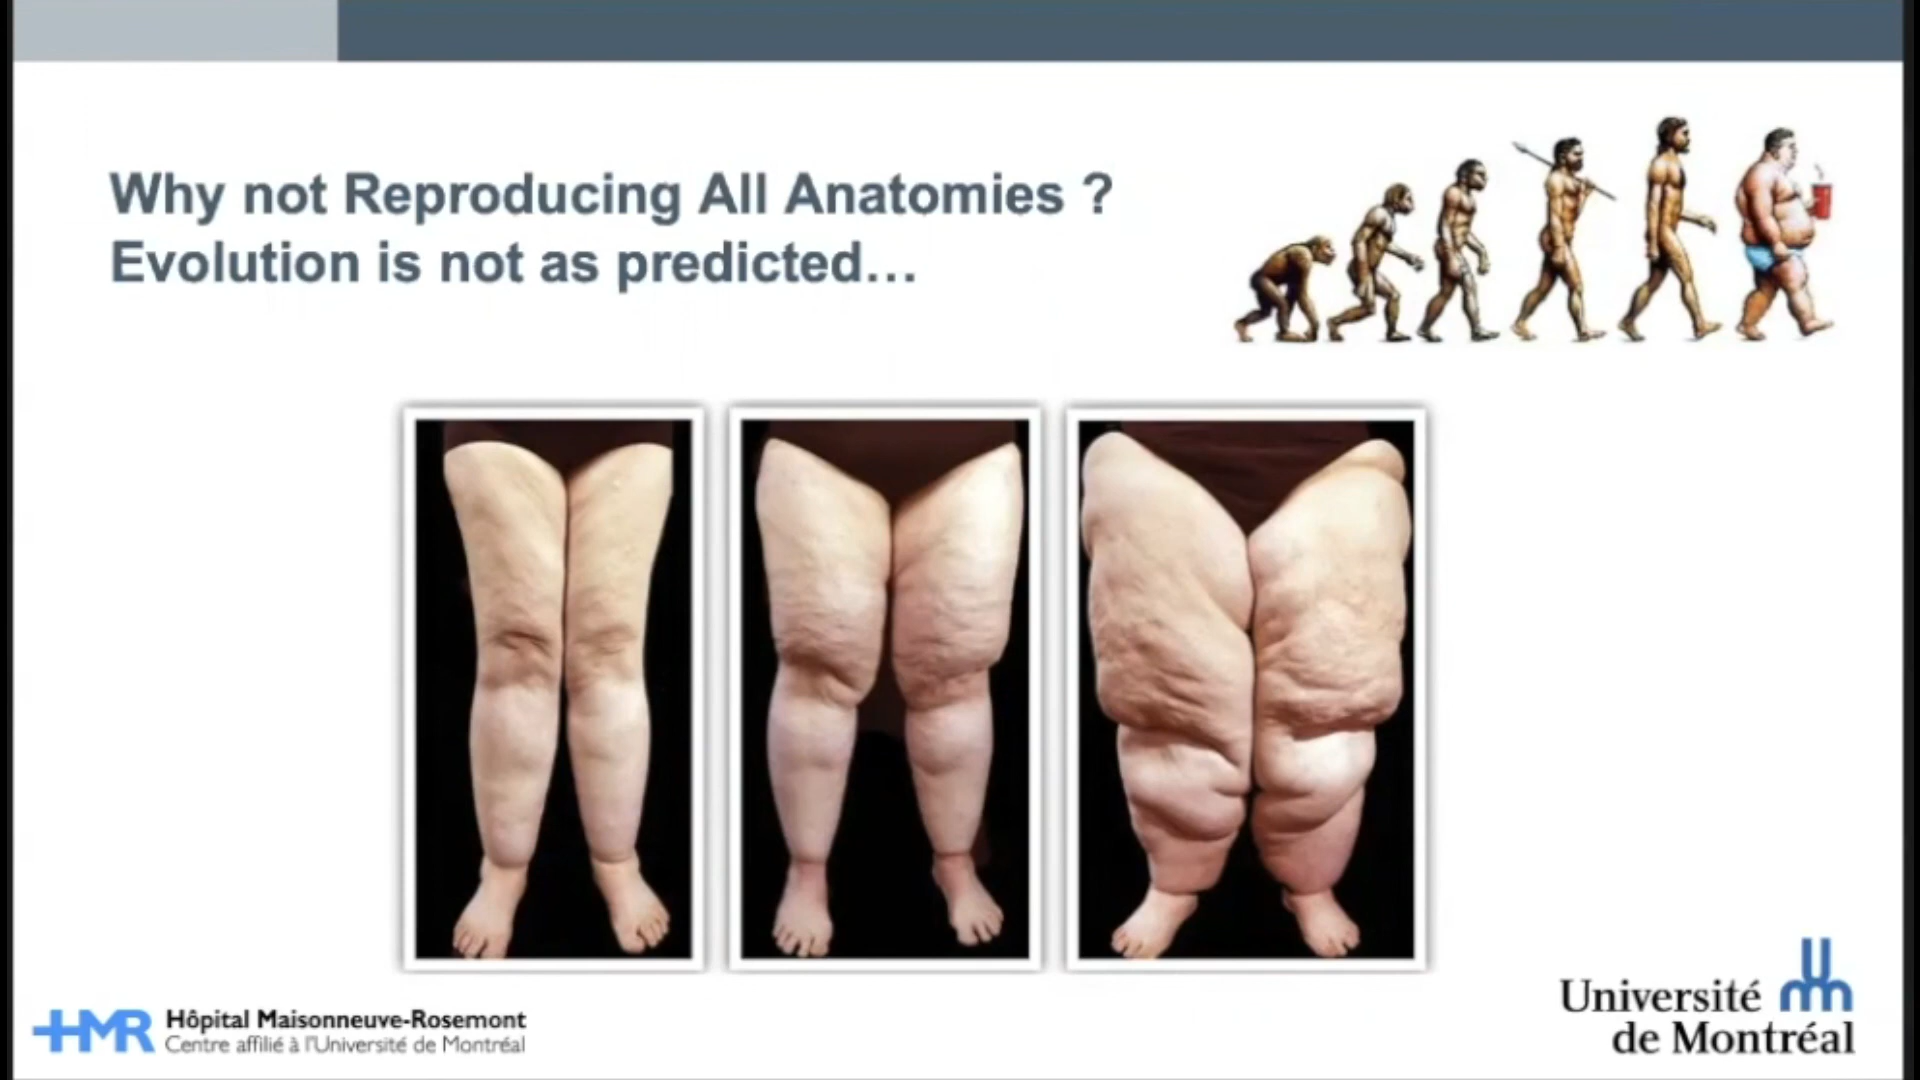 Why not Reproducing All Anatomies ?
Evolution is not as predicted...
HMR
Hôpital Maisonneuve-Rosemont
Centre affilié à l'Université de Montréal
Université
de Montréal